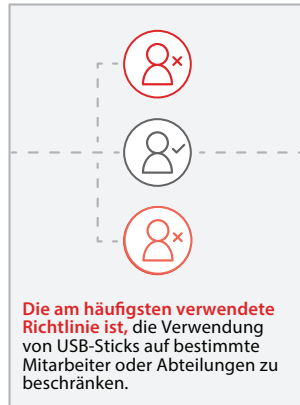 Die am häufigsten verwendete
Richtlinie ist, die Verwendung
von USB-Sticks auf bestimmte
Mitarbeiter oder Abteilungen zu
beschränken.